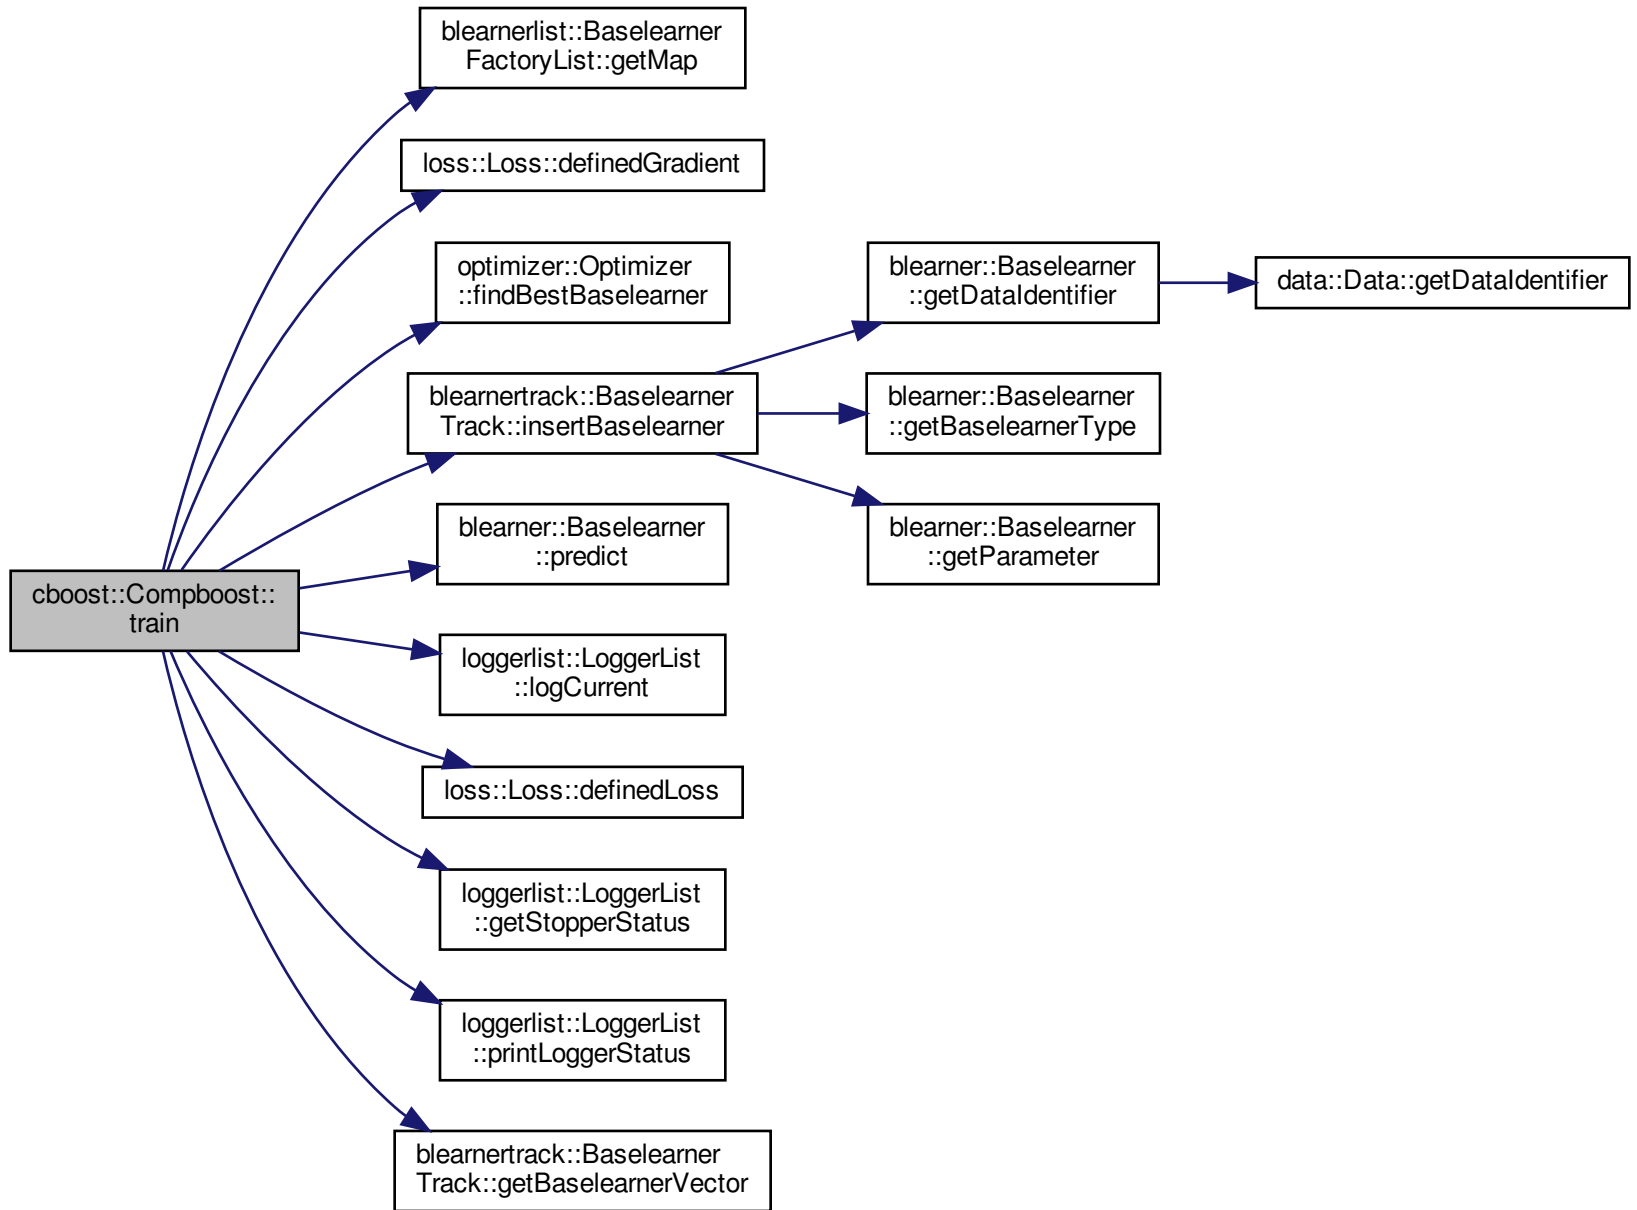 blearnerlist::Baselearner
FactoryList::getMap
loss::Loss::definedGradient
optimizer::Optimizer
::findBestBaselearner
blearner::Baselearner
::getDataIdentifier
data::Data::getDataIdentifier
blearnertrack::Baselearner
Track::insertBaselearner
blearner::Baselearner
::getBaselearnerType
blearner::Baselearner
::predict
blearner::Baselearner
::getParameter
cboost::Compboost::
train
loggerlist::LoggerList
::logCurrent
loss::Loss::definedLoss
loggerlist::LoggerList
::getStopperStatus
loggerlist::LoggerList
::printLoggerStatus
blearnertrack::Baselearner
Track::getBaselearnerVector